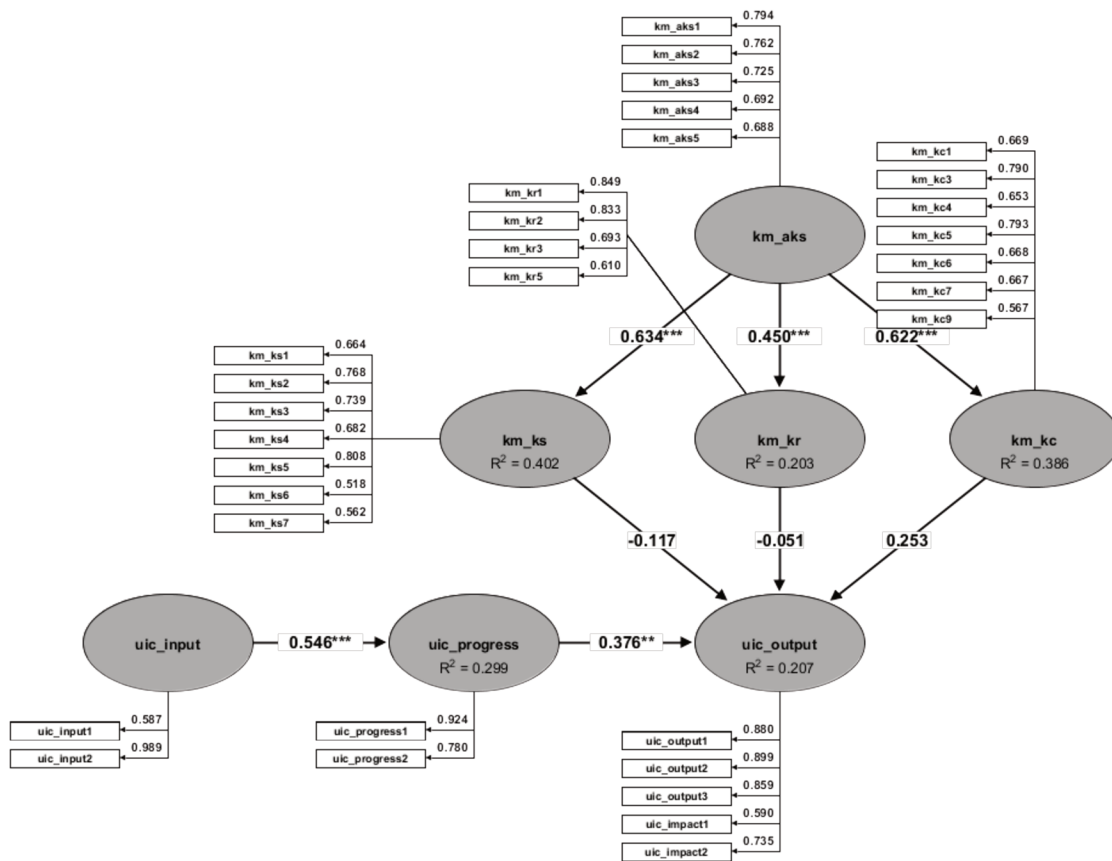 km_aks1 0.794
km_aks2 0.762
km_aks3 0.725
km_aks4 0.692
km_aks5 0.688
km_kc1 0.669
km_kc3 0.790
km_kc4 0.653
km_kc5 0.793
km_kc6 0.668
km_kc7 0.667
km_kc9 0.567
km_kr1 0.849
km_kr2 0.833
km_kr3 0.693
km_kr5 0.610
km_aks
0.634***
0.450***
0.622***
km_ks1 0.664
km_ks2 0.768
km_ks3 0.739
km_ks4 0.682
km_ks5 0.808
km_ks6 0.518
km_ks7 0.562
km_ks
R² = 0.402
km_kr
R² = 0.203
km_kc
R² = 0.386
-0.117
-0.051
0.253
uic_input
0.546***
uic_progress
R² = 0.299
0.376**
uic_output
R² = 0.207
uic_input1 0.587
uic_input2 0.989
uic_progress1 0.924
uic_progress2 0.780
uic_output1 0.880
uic_output2 0.899
uic_output3 0.859
uic_impact1 0.590
uic_impact2 0.735